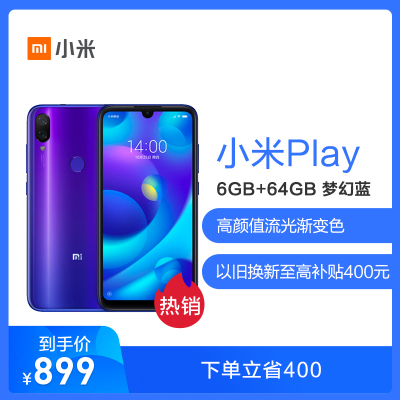 mi 小米
14:00
mi
小米Play
6GB+64GB 梦幻蓝
高颜值流光渐变色
以旧换新至高补贴400元
热销
到手价
¥899
下单立省400